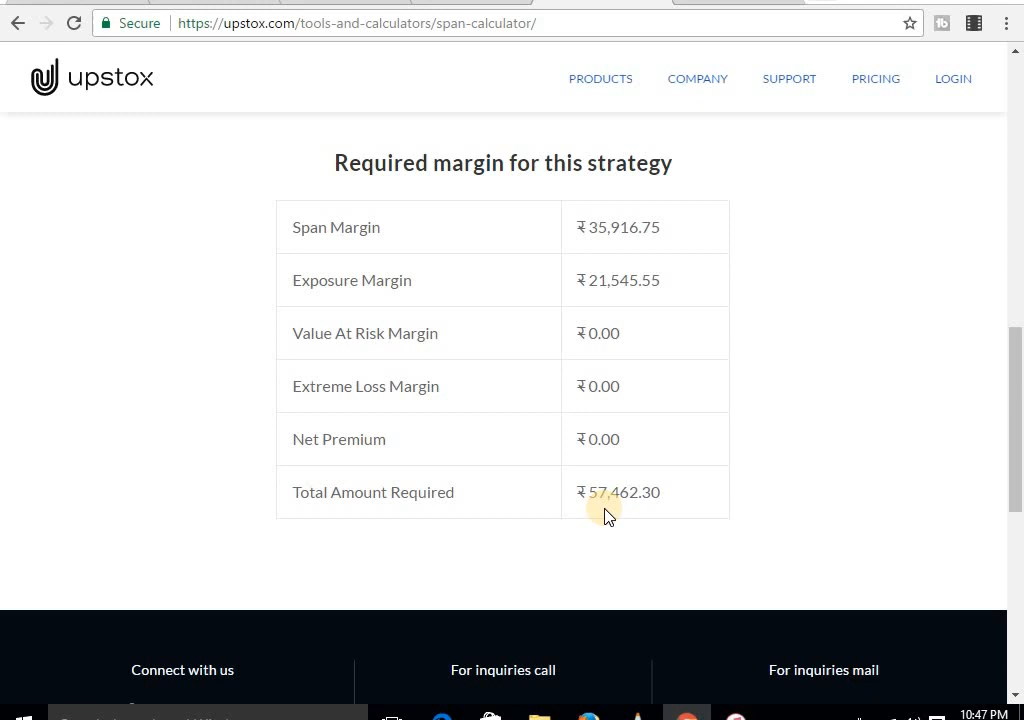 Secure https://upstox.com/tools-and-calculators/span-calculator/
upstox PRODUCTS COMPANY SUPPORT PRICING LOGIN
Required margin for this strategy
Span Margin ₹ 35,916.75
Exposure Margin ₹ 21,545.55
Value At Risk Margin ₹ 0.00
Extreme Loss Margin ₹ 0.00
Net Premium ₹ 0.00
Total Amount Required ₹ 57,462.30
Connect with us For inquiries call For inquiries mail
10:47 PM